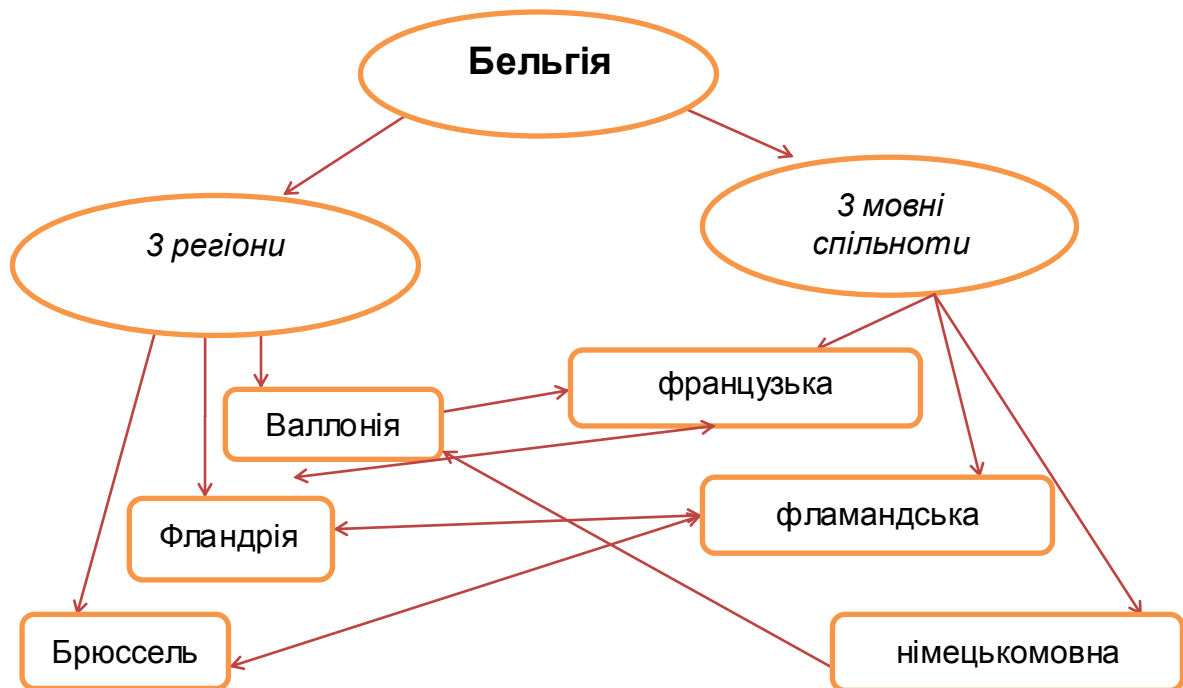 Бельгія
3 регіони
3 мовні
спільноти
французька
Валлонія
фламандська
Фландрія
Брюссель
німецькомовна